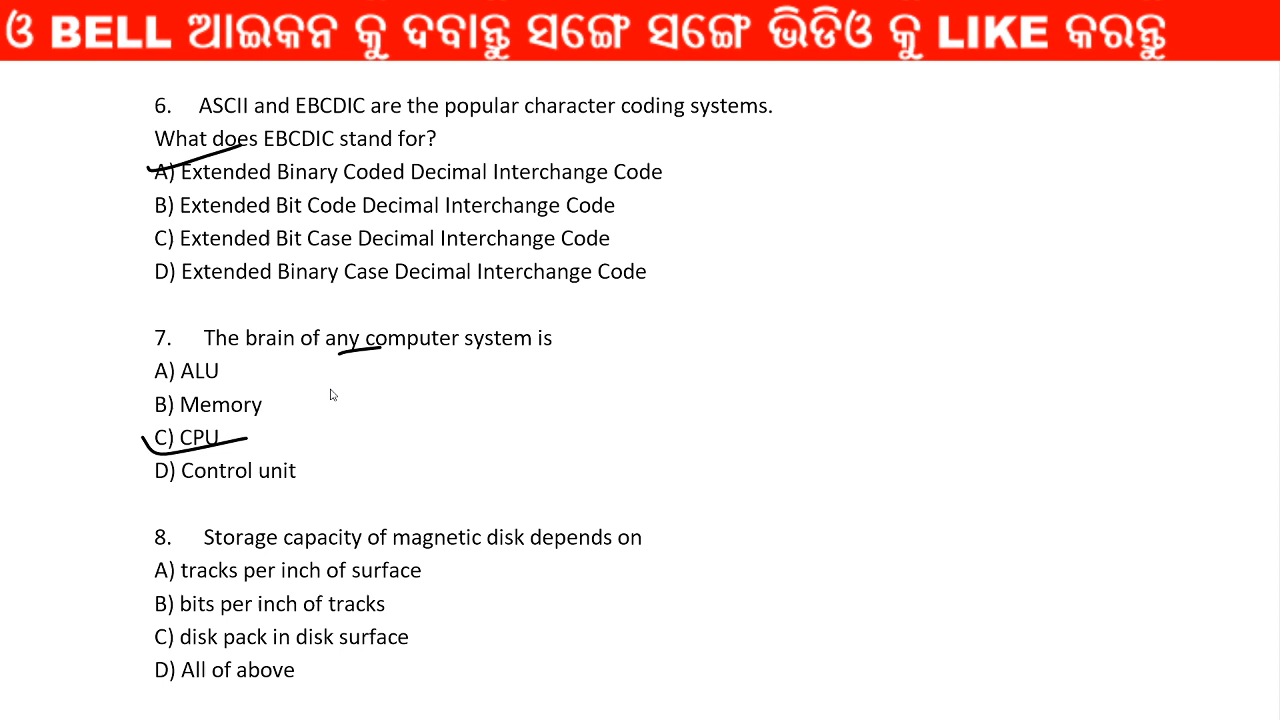 ଓ BELL ଆଇକନ କୁ ଦବାନ୍ତୁ ସଙ୍ଗେ ସଙ୍ଗେ ଭିଡିଓ କୁ LIKE କରନ୍ତୁ
6. ASCII and EBCDIC are the popular character coding systems.
What does EBCDIC stand for?
A) Extended Binary Coded Decimal Interchange Code
B) Extended Bit Code Decimal Interchange Code
C) Extended Bit Case Decimal Interchange Code
D) Extended Binary Case Decimal Interchange Code
7. The brain of any computer system is
A) ALU
B) Memory
C) CPU
D) Control unit
8. Storage capacity of magnetic disk depends on
A) tracks per inch of surface
B) bits per inch of tracks
C) disk pack in disk surface
D) All of above